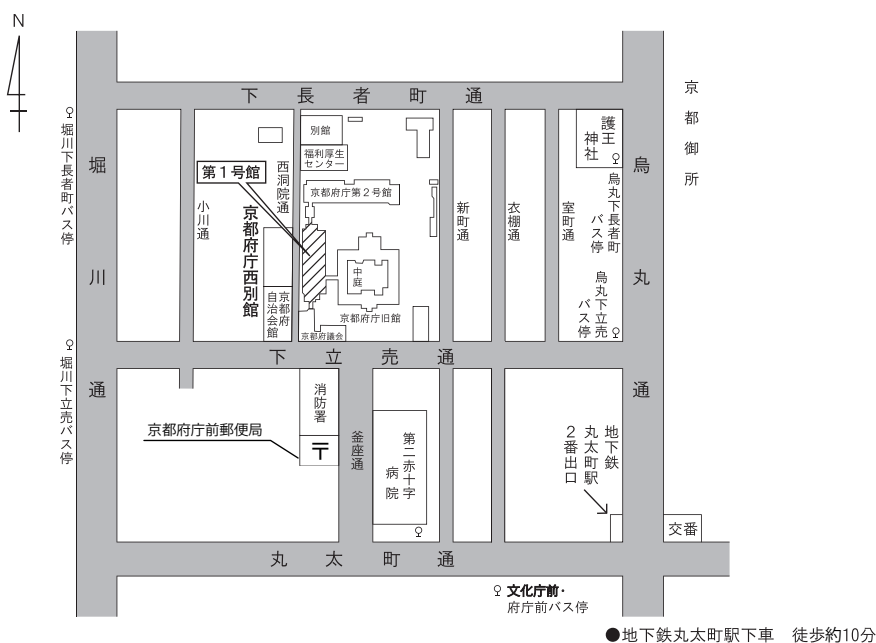 N
下長者町通
京都御所
堀川下長者町バス停
堀川通
別館
福利厚生
センター
護王
神社
第1号館
西洞院通
京都府庁第2号館
小川通
京都府庁西別館
新町通
衣棚通
室町通
烏丸下長者町
バス停
烏丸通
中庭
京都府
自治会館
京都府庁旧館
京都府議会
烏丸下立売
バス停
下立売通
堀川下立売バス停
消防署
京都府庁前郵便局
〒
釜座通
第二赤十字
病院
地下鉄
丸太町駅
2番出口
交番
丸太町通
文化庁前・
府庁前バス停
●地下鉄丸太町駅下車 徒歩約10分